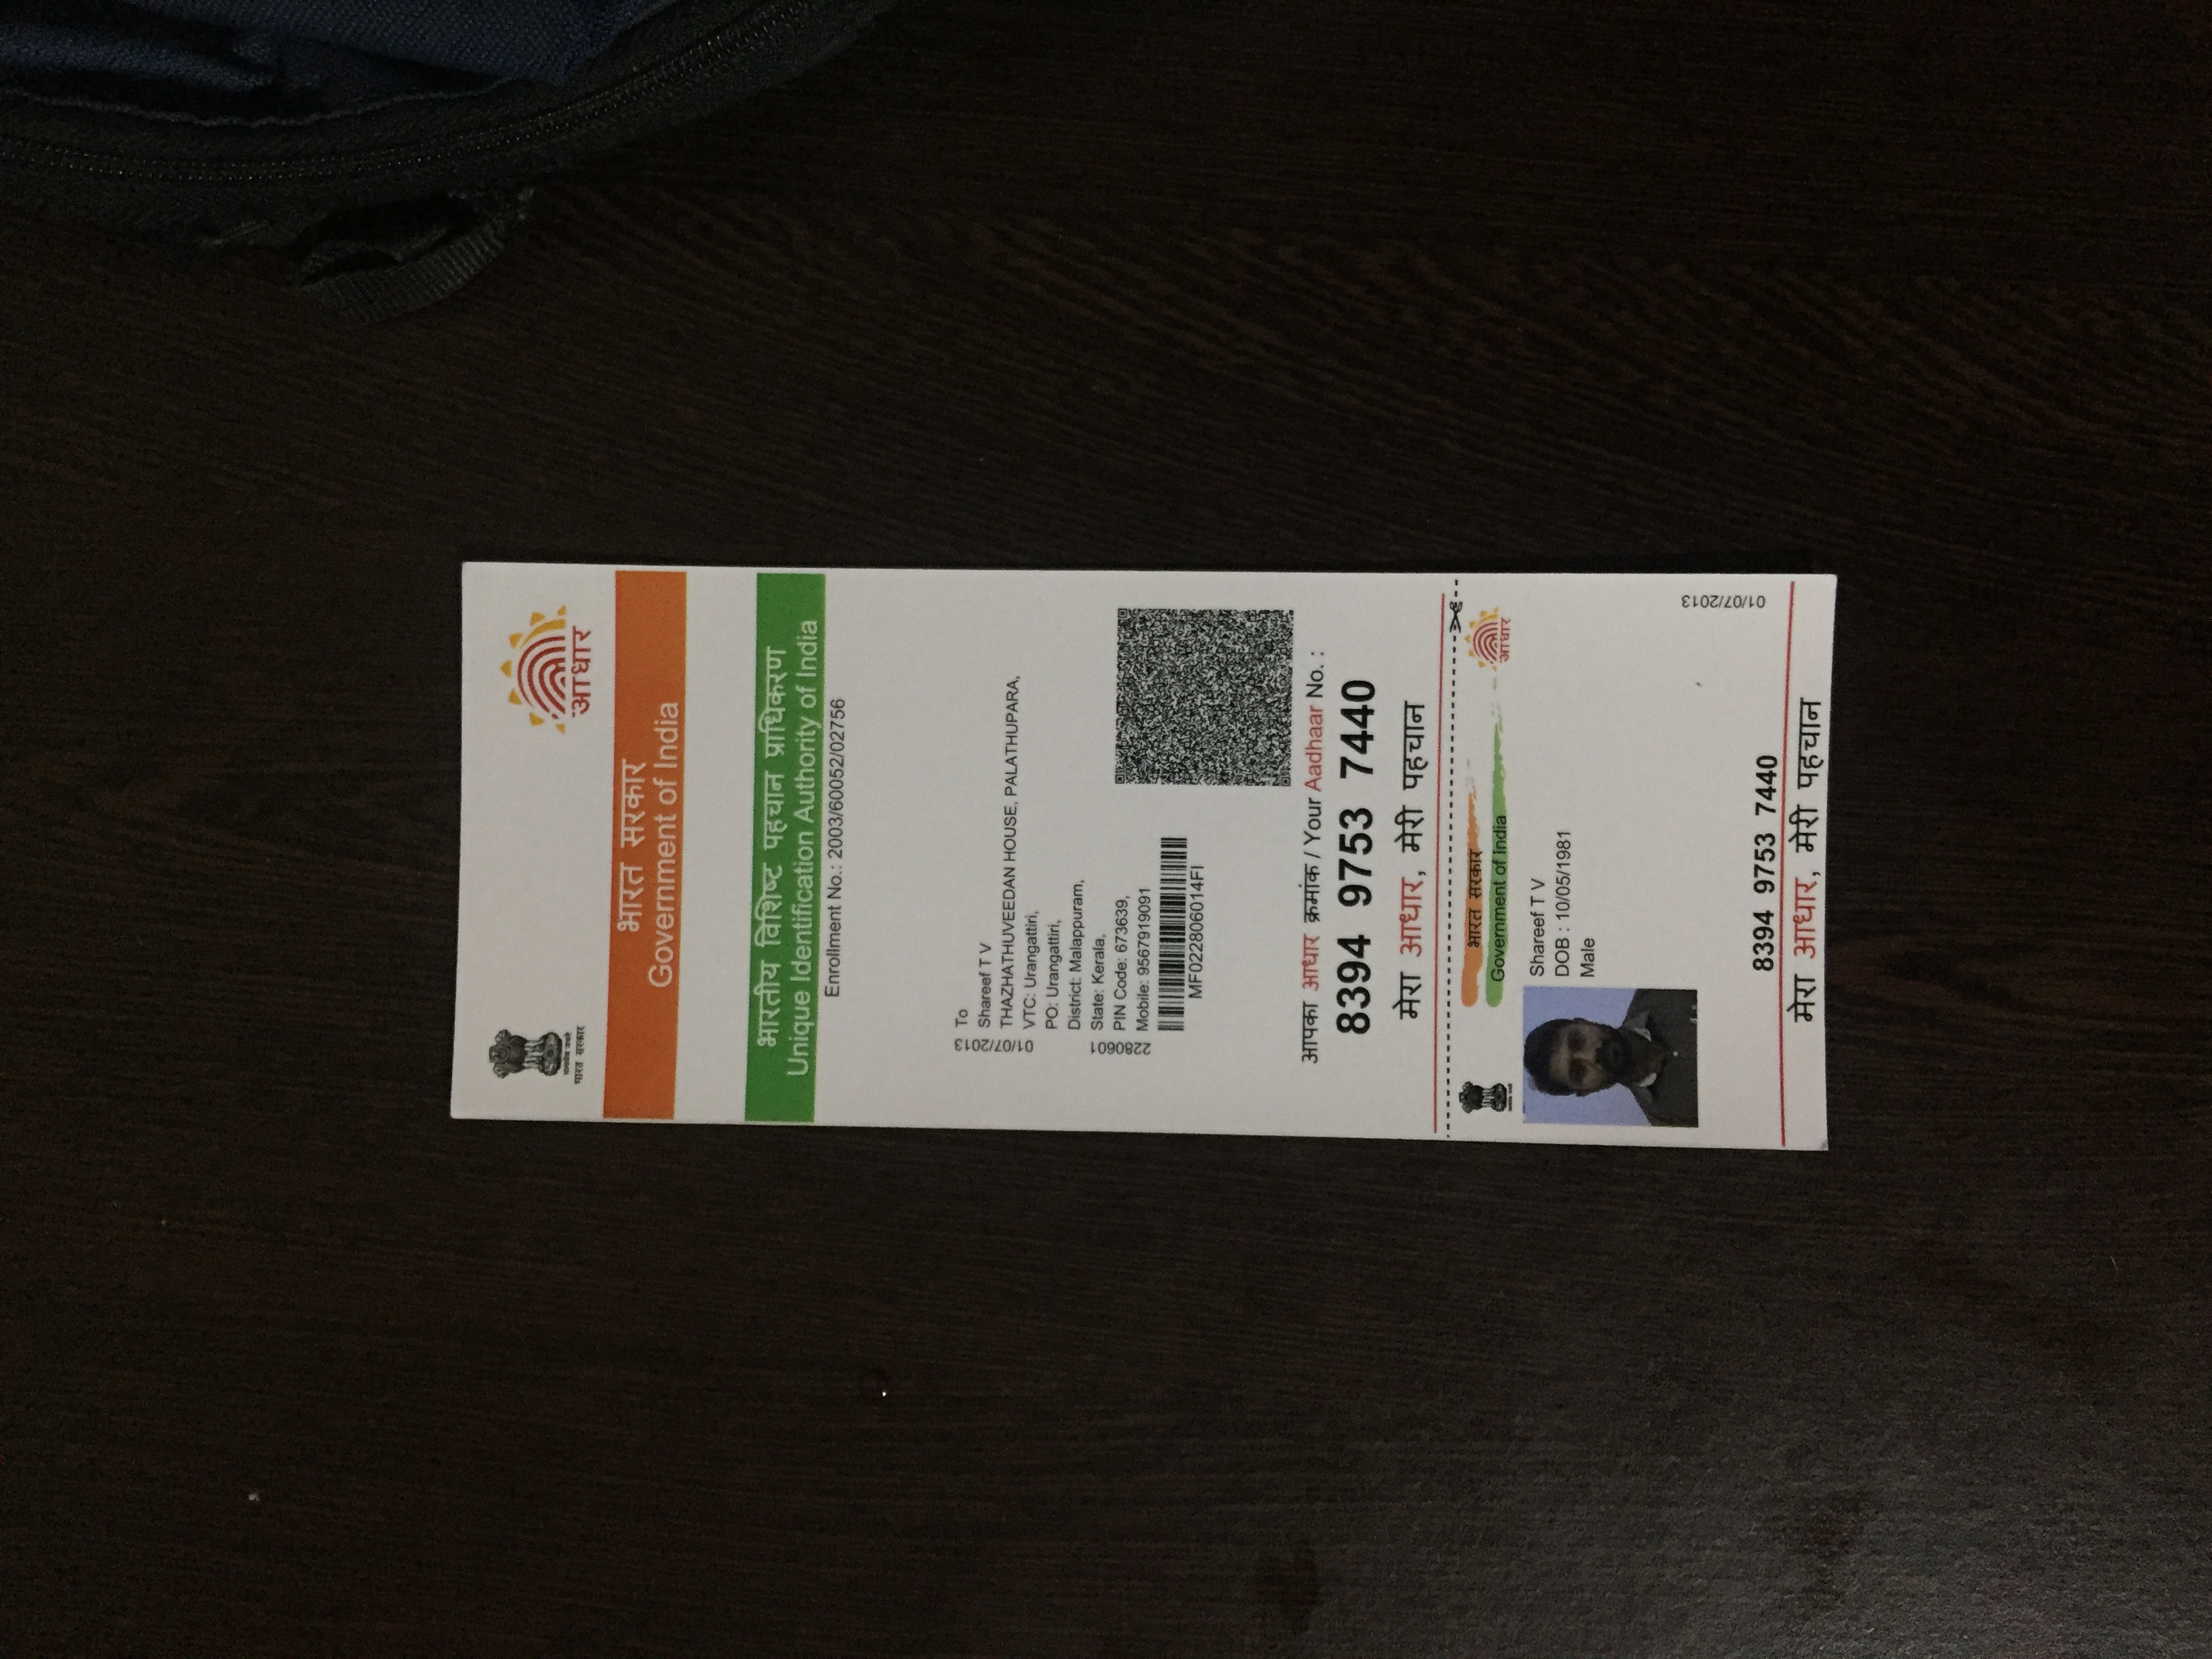 सत्यमेव जयते
भारत सरकार
आधार
भारत सरकार
Government of India
भारतीय विशिष्ट पहचान प्राधिकरण
Unique Identification Authority of India
Enrollment No.: 2003/60052/02756
01/07/2013
2280601
To
Shareef T V
THAZHATHUVEEDAN HOUSE, PALATHUPARA,
VTC: Urangattiri,
PO: Urangattiri,
District: Malappuram,
State: Kerala,
PIN Code: 673639,
Mobile: 9567919091
MF022806014FI
आपका आधार क्रमांक / Your Aadhaar No. :
8394 9753 7440
मेरा आधार, मेरी पहचान
भारत सरकार
Government of India
आधार
Shareef T V
DOB : 10/05/1981
Male
01/07/2013
8394 9753 7440
मेरा आधार, मेरी पहचान